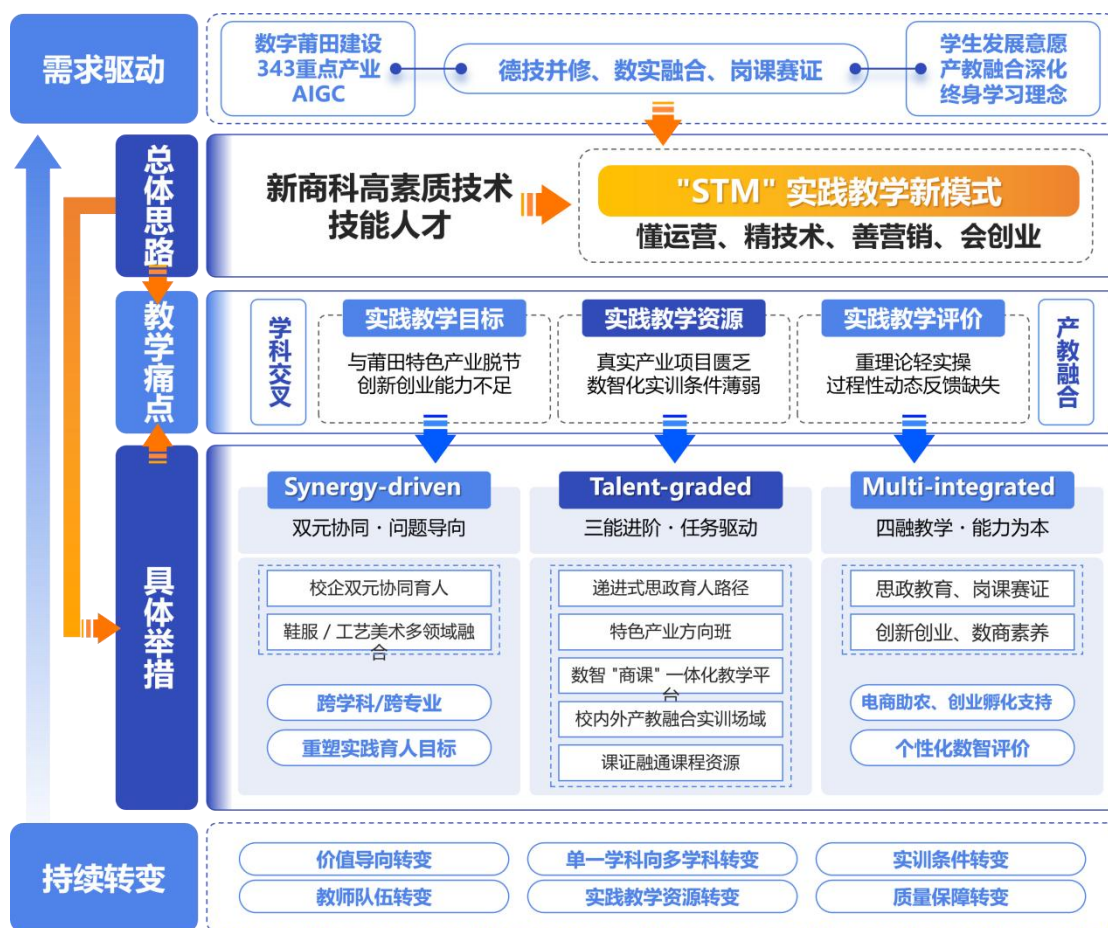 需求驱动
数字莆田建设
343重点产业
AIGC
德技并修、数实融合、岗课赛证
学生发展意愿
产教融合深化
终身学习理念
总体思路
新商科高素质技术
技能人才
"STM" 实践教学新模式
懂运营、精技术、善营销、会创业
教学痛点
学科交叉
实践教学目标
与莆田特色产业脱节
创新创业能力不足
实践教学资源
真实产业项目匮乏
数智化实训条件薄弱
实践教学评价
重理论轻实操
过程性动态反馈缺失
产教融合
具体举措
Synergy-driven
双元协同 · 问题导向
校企双元协同育人
鞋服 / 工艺美术多领域融
合
跨学科/跨专业
重塑实践育人目标
Talent-graded
三能进阶 · 任务驱动
递进式思政育人路径
特色产业方向班
数智 "商课" 一体化教学平
台
校内外产教融合实训场域
课证融通课程资源
Multi-integrated
四融教学 · 能力为本
思政教育、岗课赛证
创新创业、数商素养
电商助农、创业孵化支持
个性化数智评价
持续转变
价值导向转变
单一学科向多学科转变
实训条件转变
教师队伍转变
实践教学资源转变
质量保障转变